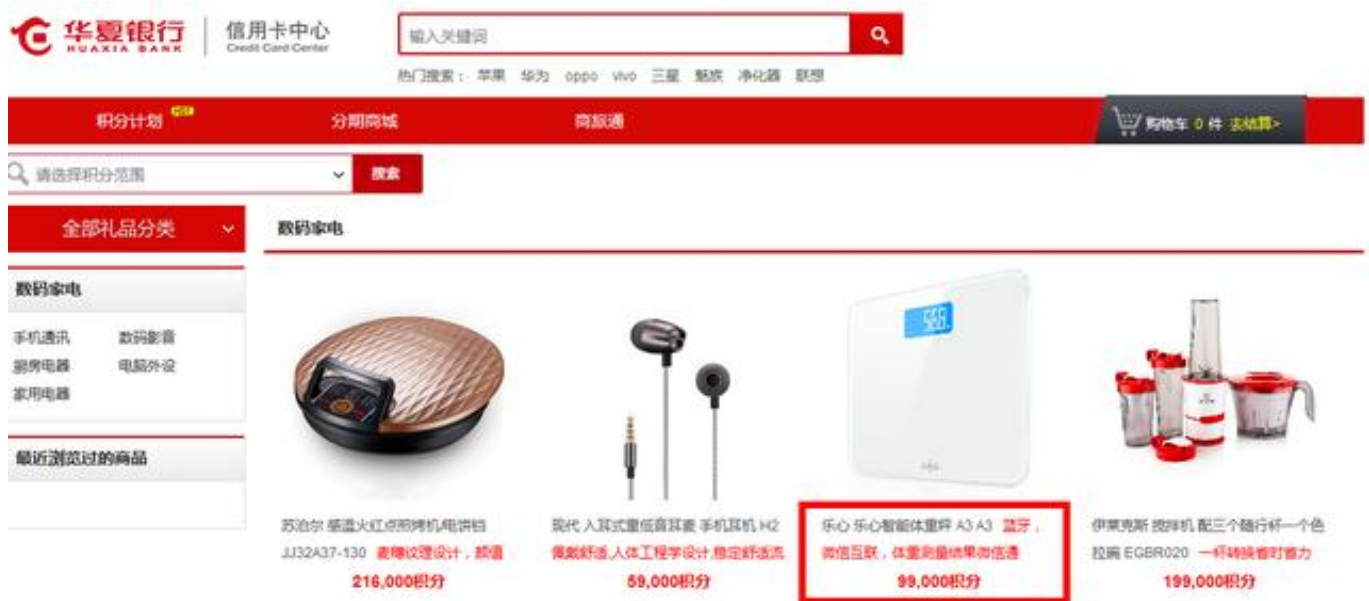 华夏银行
HUAXIA BANK
信用卡中心
Credit Card Center
输入关键词
热门搜索： 苹果 华为 oppo vivo 三星 魅族 净化器 联想
积分计划 HOT 分期商城 商旅通 购物车 0 件 去结算>
请选择积分范围 搜索
全部礼品分类
数码家电
数码家电
手机通讯 数码影音
厨房电器 电脑外设
家用电器
最近浏览过的商品
苏泊尔 感温火红点煎烤机/电饼铛
JJ32A37-130 麦穗纹理设计，颜值
216,000积分
现代 入耳式重低音耳塞 手机耳机 H2
佩戴舒适,人体工程学设计,稳定舒适流
59,000积分
乐心 乐心智能体重秤 A3 A3 蓝牙，
微信互联，体重测量结果微信通
99,000积分
伊莱克斯 搅拌机 配三个随行杯一个色
拉碗 EGBR020 一杯转换省时省力
199,000积分